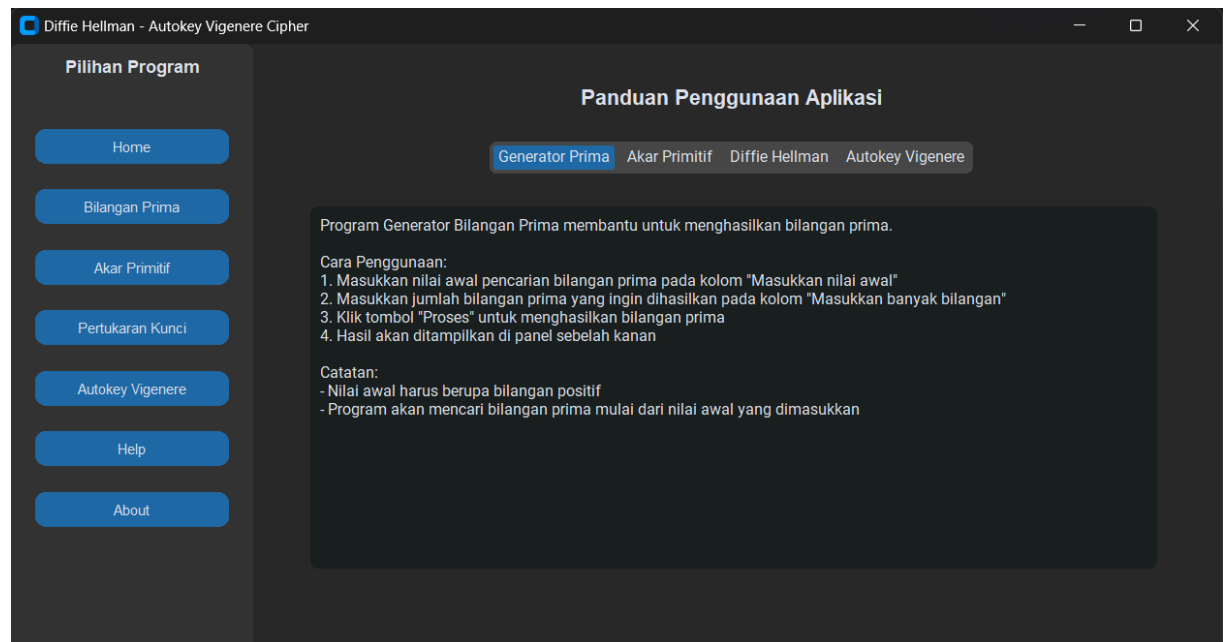 Diffie Hellman - Autokey Vigenere Cipher
Pilihan Program
Home
Bilangan Prima
Akar Primitif
Pertukaran Kunci
Autokey Vigenere
Help
About
Panduan Penggunaan Aplikasi
Generator Prima Akar Primitif Diffie Hellman Autokey Vigenere
Program Generator Bilangan Prima membantu untuk menghasilkan bilangan prima.
Cara Penggunaan:
1. Masukkan nilai awal pencarian bilangan prima pada kolom "Masukkan nilai awal"
2. Masukkan jumlah bilangan prima yang ingin dihasilkan pada kolom "Masukkan banyak bilangan"
3. Klik tombol "Proses" untuk menghasilkan bilangan prima
4. Hasil akan ditampilkan di panel sebelah kanan
Catatan:
- Nilai awal harus berupa bilangan positif
- Program akan mencari bilangan prima mulai dari nilai awal yang dimasukkan